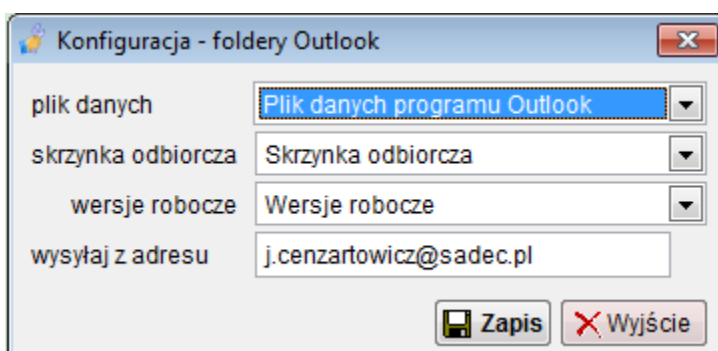 Konfiguracja - foldery Outlook
plik danych Plik danych programu Outlook
skrzynka odbiorcza Skrzynka odbiorcza
wersje robocze Wersje robocze
wysyłaj z adresu j.cenzartowicz@sadec.pl
Zapis Wyjście